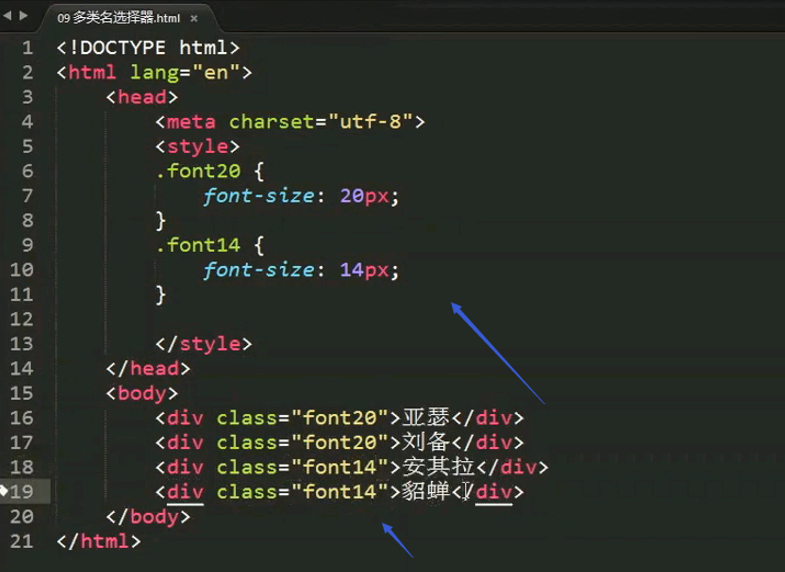 09 多类名选择器.html ×
1 <!DOCTYPE html>
2 <html lang="en">
3 <head>
4 <meta charset="utf-8">
5 <style>
6 .font20 {
7 font-size: 20px;
8 }
9 .font14 {
10 font-size: 14px;
11 }
12
13 </style>
14 </head>
15 <body>
16 <div class="font20">亚瑟</div>
17 <div class="font20">刘备</div>
18 <div class="font14">安其拉</div>
19 <div class="font14">貂蝉</div>
20 </body>
21 </html>